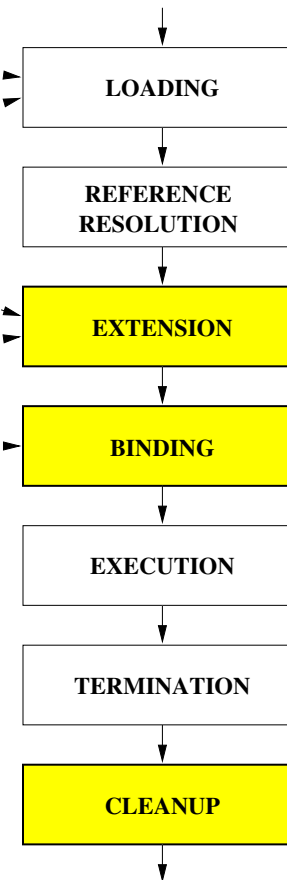 LOADING
REFERENCE
RESOLUTION
EXTENSION
BINDING
EXECUTION
TERMINATION
CLEANUP